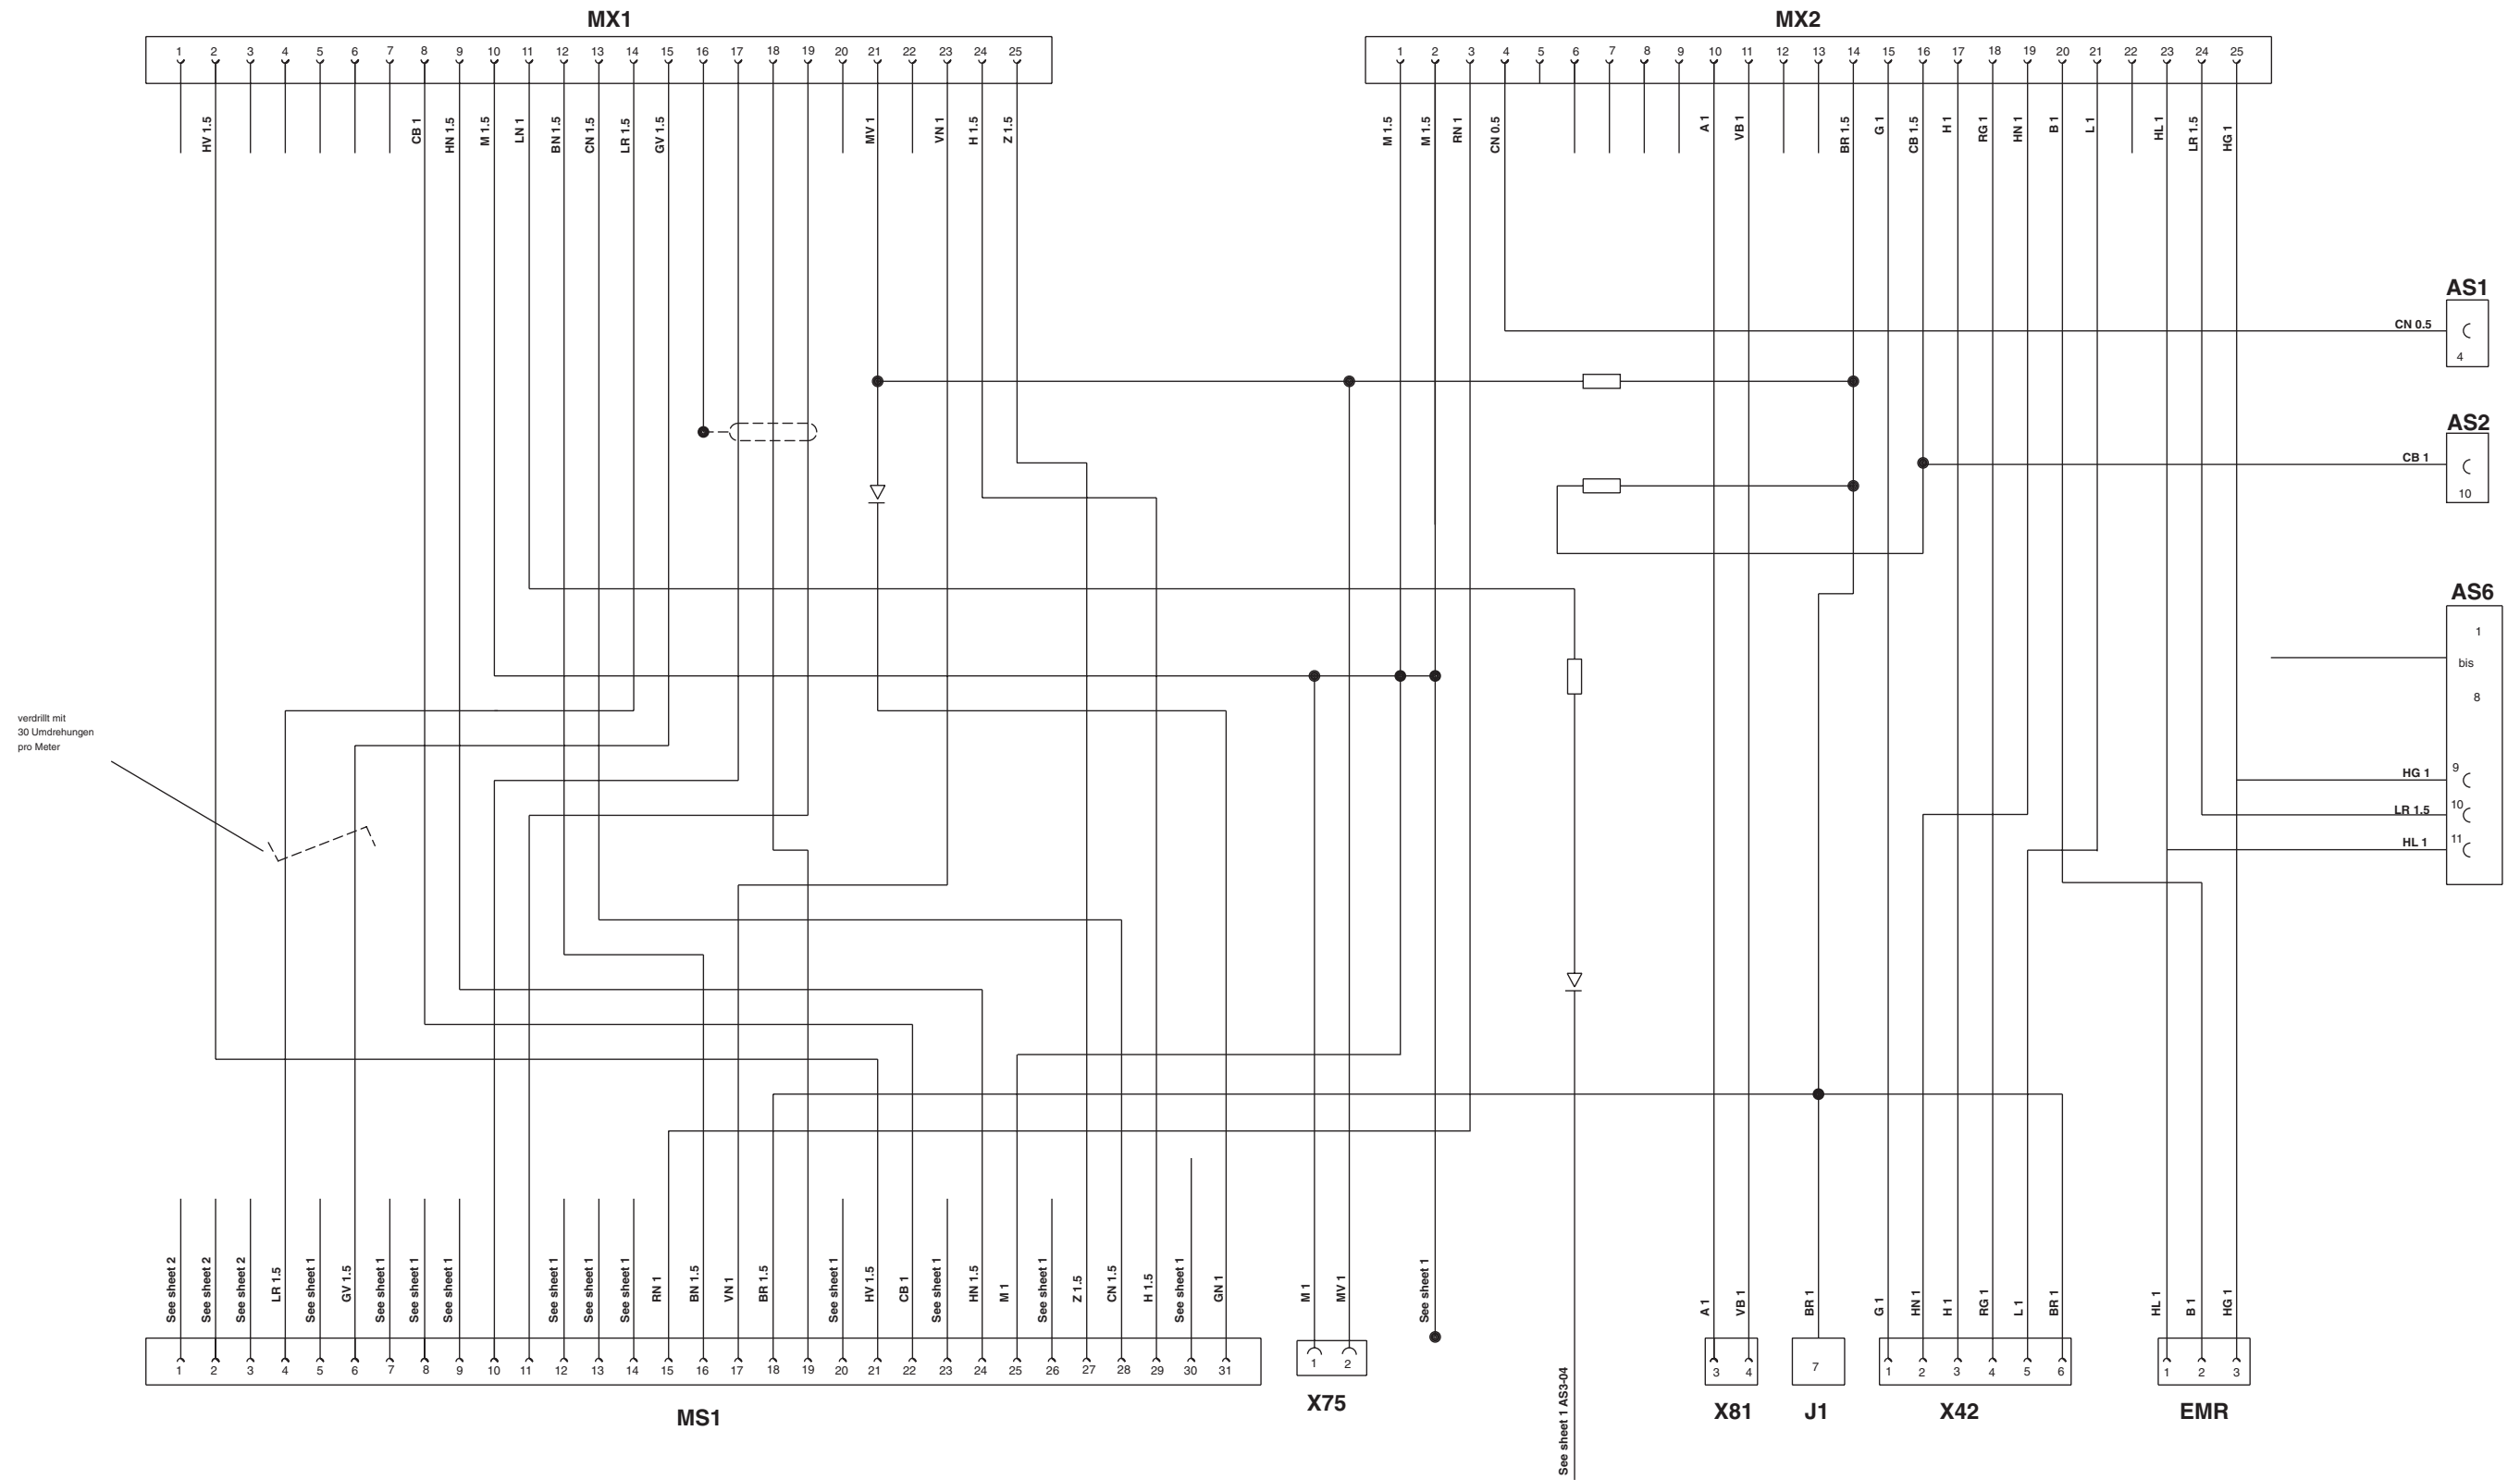 MX1
MX2
1 2 3 4 5 6 7 8 9 10 11 12 13 14 15 16 17 18 19 20 21 22 23 24 25
1 2 3 4 5 6 7 8 9 10 11 12 13 14 15 16 17 18 19 20 21 22 23 24 25
HV 1.5
CB 1
HN 1.5
M 1.5
LN 1
BN 1.5
CN 1.5
LR 1.5
GV 1.5
MV 1
VN 1
H 1.5
Z 1.5
M 1.5
M 1.5
RN 1
CN 0.5
A 1
VB 1
BR 1.5
G 1
CB 1.5
H 1
RG 1
HN 1
B 1
L 1
HL 1
LR 1.5
HG 1
AS1
CN 0.5
4
AS2
CB 1
10
AS6
1
bis
8
HG 1
9
LR 1.5
10
HL 1
11
verdrillt mit
30 Umdrehungen
pro Meter
See sheet 2
See sheet 2
See sheet 2
LR 1.5
See sheet 1
GV 1.5
See sheet 1
See sheet 1
See sheet 1
See sheet 1
See sheet 1
See sheet 1
RN 1
BN 1.5
VN 1
BR 1.5
See sheet 1
HV 1.5
CB 1
See sheet 1
HN 1.5
M 1
See sheet 1
Z 1.5
CN 1.5
H 1.5
See sheet 1
GN 1
M 1
MV 1
See sheet 1
See sheet 1 AS3-04
A 1
VB 1
BR 1
G 1
HN 1
H 1
RG 1
L 1
BR 1
HL 1
B 1
HG 1
1 2 3 4 5 6 7 8 9 10 11 12 13 14 15 16 17 18 19 20 21 22 23 24 25 26 27 28 29 30 31
1 2
3 4
7
1 2 3 4 5 6
1 2 3
MS1
X75
X81
J1
X42
EMR